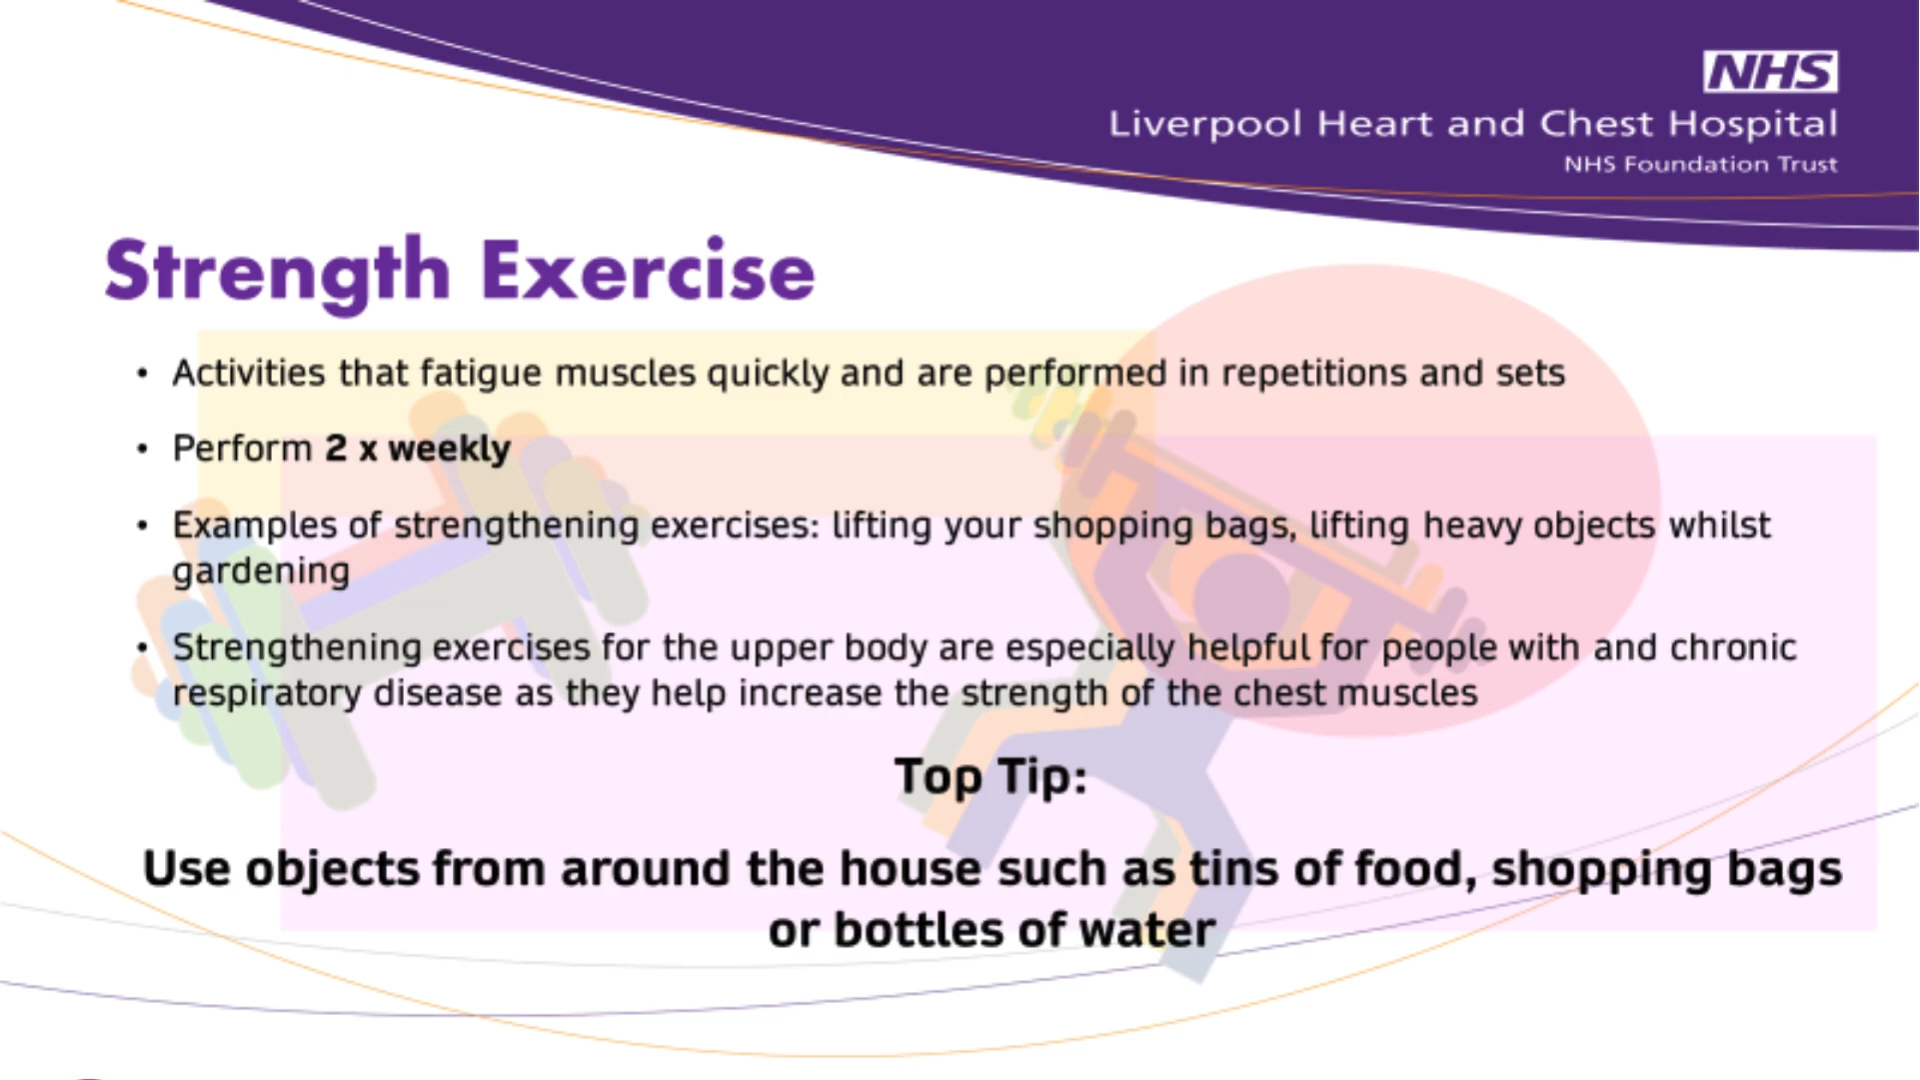 NHS
Liverpool Heart and Chest Hospital
NHS Foundation Trust
Strength Exercise
• Activities that fatigue muscles quickly and are performed in repetitions and sets
• Perform 2 x weekly
• Examples of strengthening exercises: lifting your shopping bags, lifting heavy objects whilst
gardening
• Strengthening exercises for the upper body are especially helpful for people with and chronic
respiratory disease as they help increase the strength of the chest muscles
Top Tip:
Use objects from around the house such as tins of food, shopping bags
or bottles of water